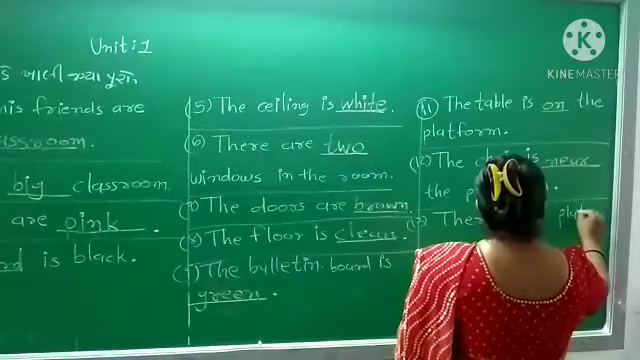 Unit:1
ખાલી જગ્યા પૂરો.
his friends are
classroom.
big classroom.
are pink.
is black.
(5) The ceiling is white.
(6) There are two
windows in the room.
(7) The doors are brown.
(8) The floor is clean.
(9) The bulletin board is
green.
(11) The table is on the
platform.
(12) The is near
the
(13) The plat
KINEMASTER